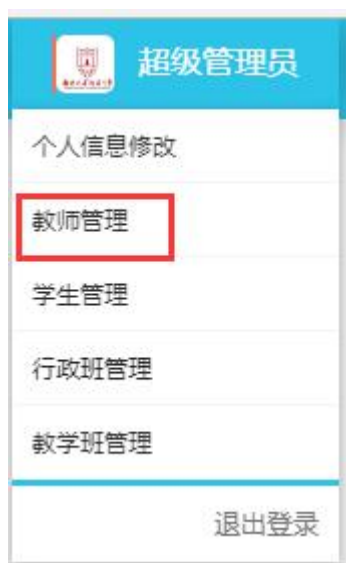 超级管理员
个人信息修改
教师管理
学生管理
行政班管理
教学班管理
退出登录